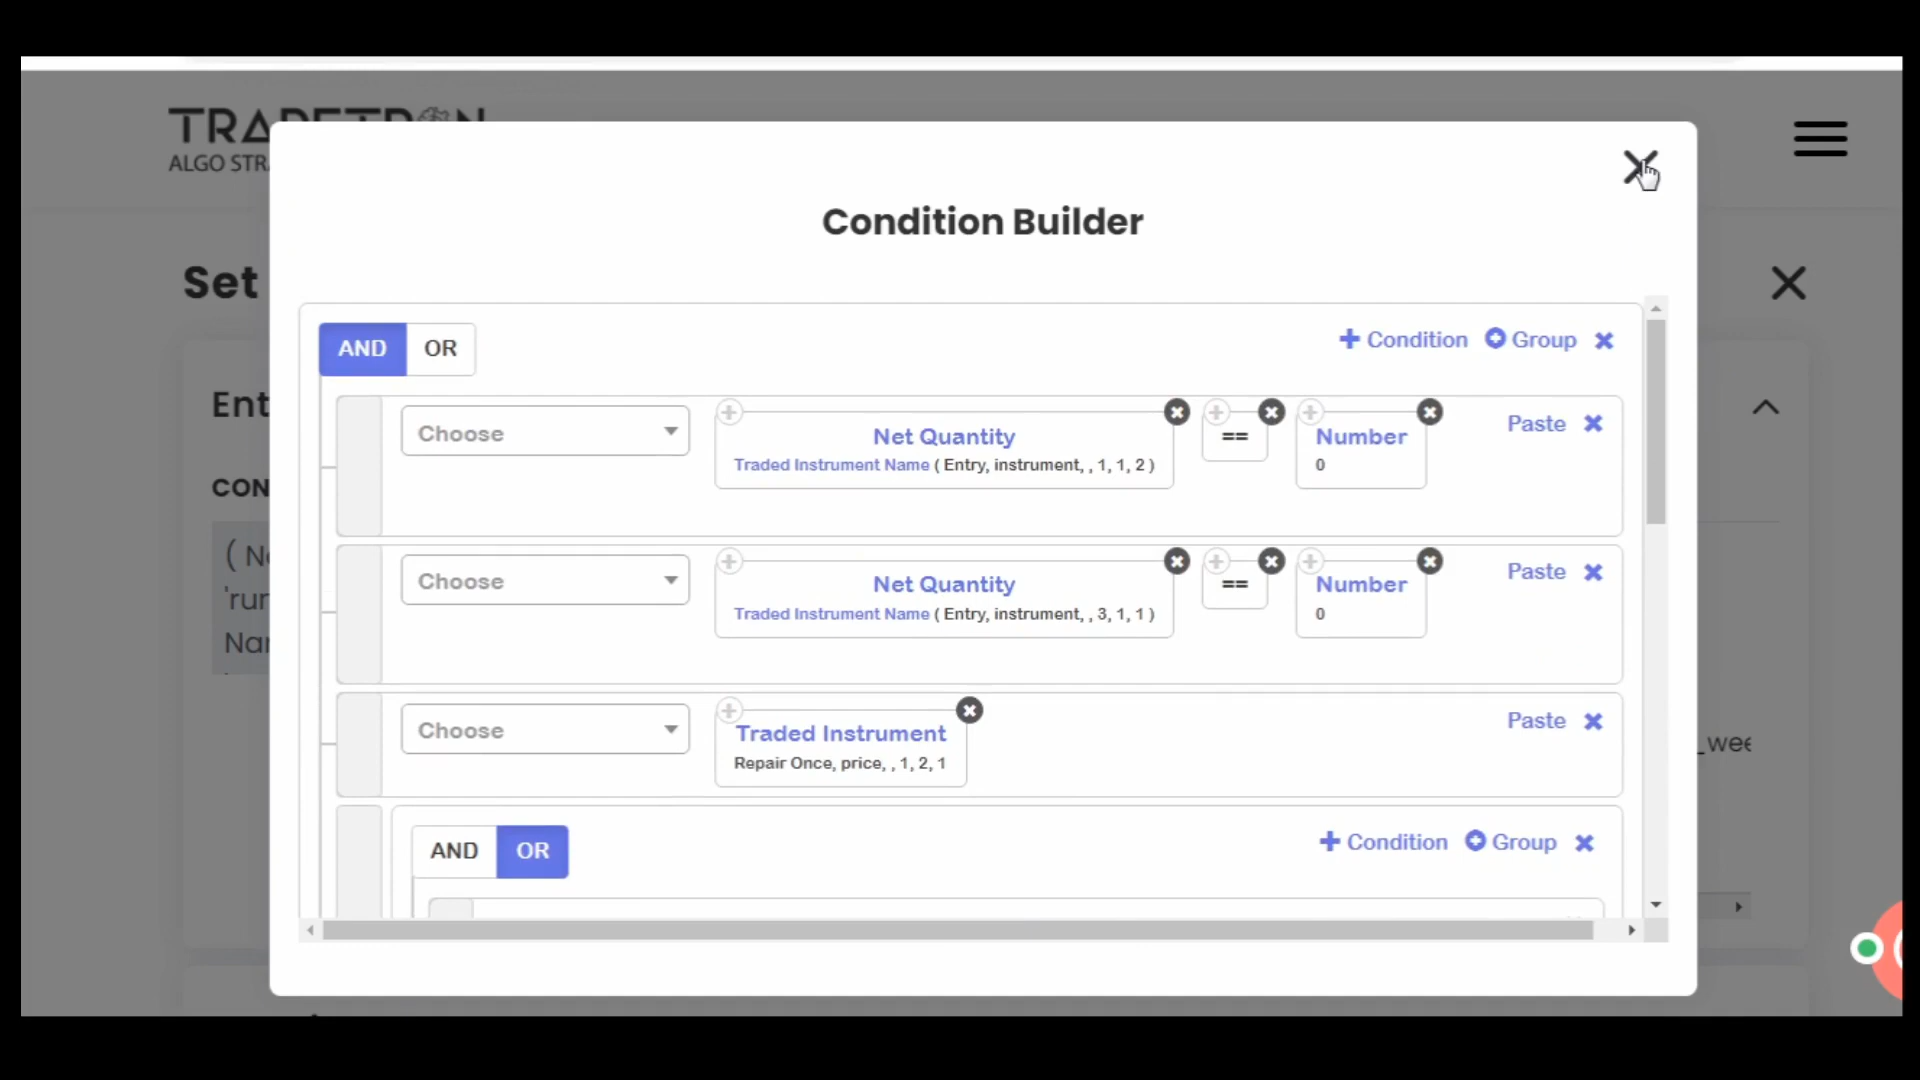 TRADETRON
ALGO STR
Condition Builder
Set
AND OR
+ Condition Group
Ent
Choose
Net Quantity
Traded Instrument Name ( Entry, instrument, , 1, 1, 2 )
==
Number
0
Paste
CON
( Ne
'rur
Nar
Choose
Net Quantity
Traded Instrument Name ( Entry, instrument, , 3, 1, 1 )
==
Number
0
Paste
Choose
Traded Instrument
Repair Once, price, , 1, 2, 1
Paste
_wee
AND OR
+ Condition Group